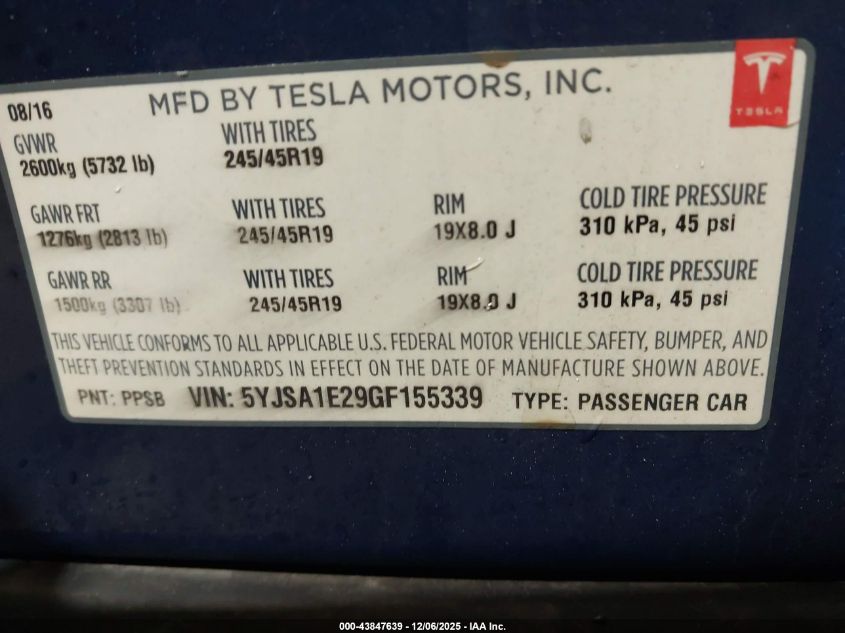 08/16
MFD BY TESLA MOTORS, INC.
TESLA
GVWR
2600kg (5732 lb)
WITH TIRES
245/45R19
GAWR FRT
1276kg (2813 lb)
WITH TIRES
245/45R19
RIM
19X8.0 J
COLD TIRE PRESSURE
310 kPa, 45 psi
GAWR RR
1500kg (3307 lb)
WITH TIRES
245/45R19
RIM
19X8.0 J
COLD TIRE PRESSURE
310 kPa, 45 psi
THIS VEHICLE CONFORMS TO ALL APPLICABLE U.S. FEDERAL MOTOR VEHICLE SAFETY, BUMPER, AND
THEFT PREVENTION STANDARDS IN EFFECT ON THE DATE OF MANUFACTURE SHOWN ABOVE.
PNT: PPSB VIN: 5YJSA1E29GF155339 TYPE: PASSENGER CAR
000-43847639 - 12/06/2025 - IAA Inc.